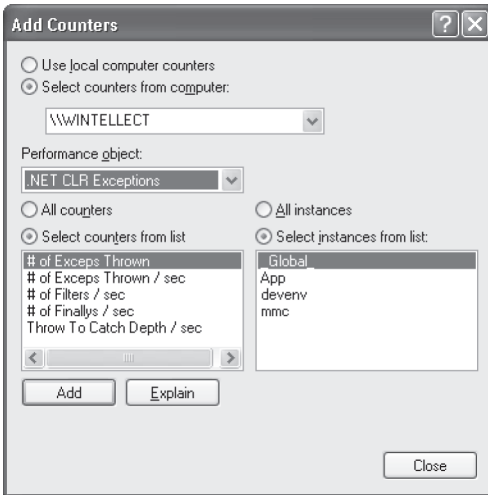 Add Counters
Use local computer counters
Select counters from computer:
\\WINTELLECT
Performance object:
.NET CLR Exceptions
All counters
All instances
Select counters from list
Select instances from list:
# of Exceps Thrown
# of Exceps Thrown / sec
# of Filters / sec
# of Finallys / sec
Throw To Catch Depth / sec
_Global_
App
devenv
mmc
Add
Explain
Close